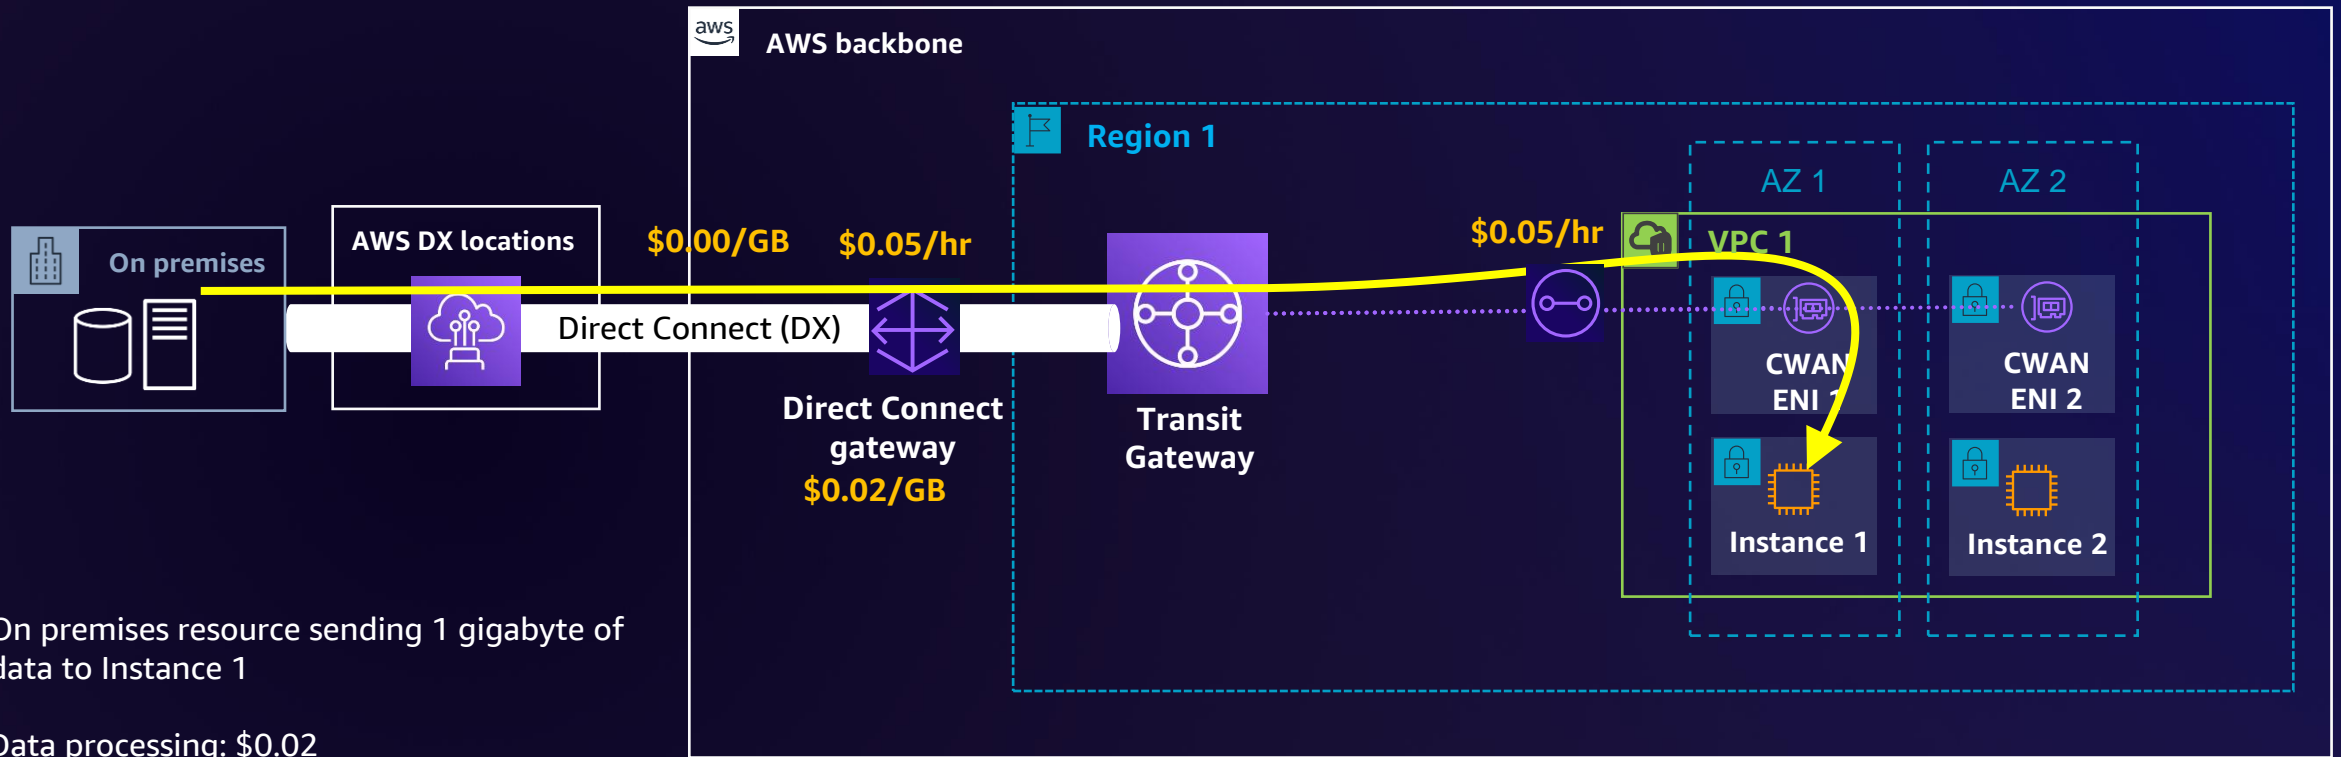 aws
AWS backbone
Region 1
AZ 1
AZ 2
On premises
AWS DX locations
$0.00/GB
$0.05/hr
$0.05/hr
VPC 1
Direct Connect (DX)
CWAN
ENI 1
CWAN
ENI 2
Direct Connect
gateway
$0.02/GB
Transit
Gateway
Instance 1
Instance 2
On premises resource sending 1 gigabyte of
data to Instance 1
Data processing: $0.02